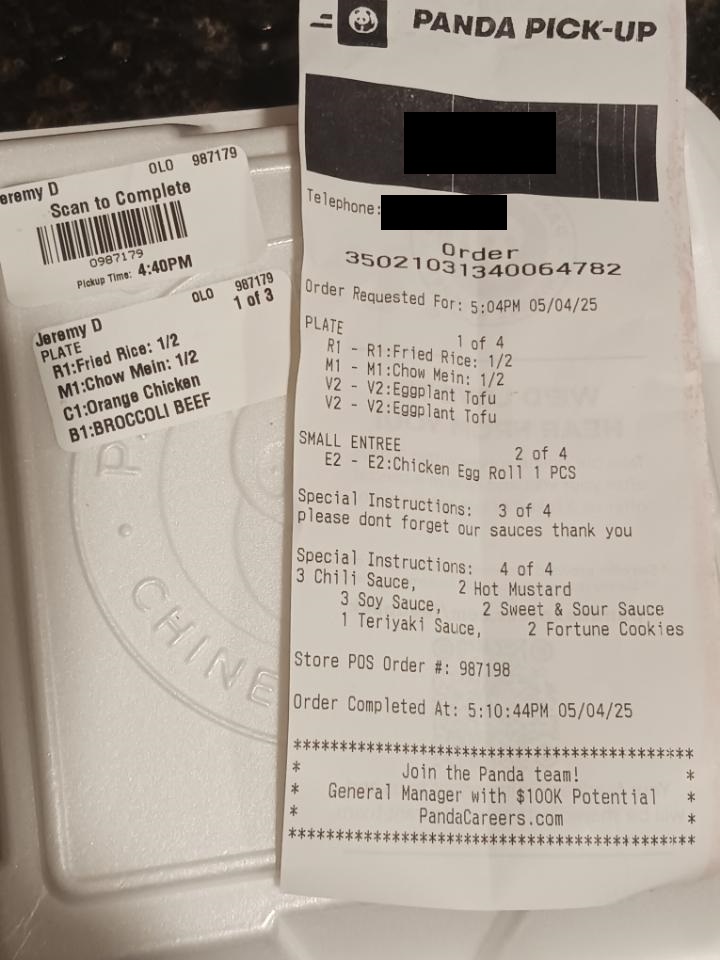 eremy D
OLO 987179
Scan to Complete
0987179
Pickup Time: 4:40PM
OLO 987179
Jeremy D 1 of 3
PLATE
R1:Fried Rice: 1/2
M1:Chow Mein: 1/2
C1:Orange Chicken
B1:BROCCOLI BEEF
CHINE
PANDA PICK-UP
Telephone:
Order
35021031340064782
Order Requested For: 5:04PM 05/04/25
PLATE 1 of 4
R1 - R1:Fried Rice: 1/2
M1 - M1:Chow Mein: 1/2
V2 - V2:Eggplant Tofu
V2 - V2:Eggplant Tofu
SMALL ENTREE 2 of 4
E2 - E2:Chicken Egg Roll 1 PCS
Special Instructions: 3 of 4
please dont forget our sauces thank you
Special Instructions: 4 of 4
3 Chili Sauce, 2 Hot Mustard
3 Soy Sauce, 2 Sweet & Sour Sauce
1 Teriyaki Sauce, 2 Fortune Cookies
Store POS Order #: 987198
Order Completed At: 5:10:44PM 05/04/25
*******************************************
* Join the Panda team! *
* General Manager with $100K Potential *
* PandaCareers.com *
*******************************************